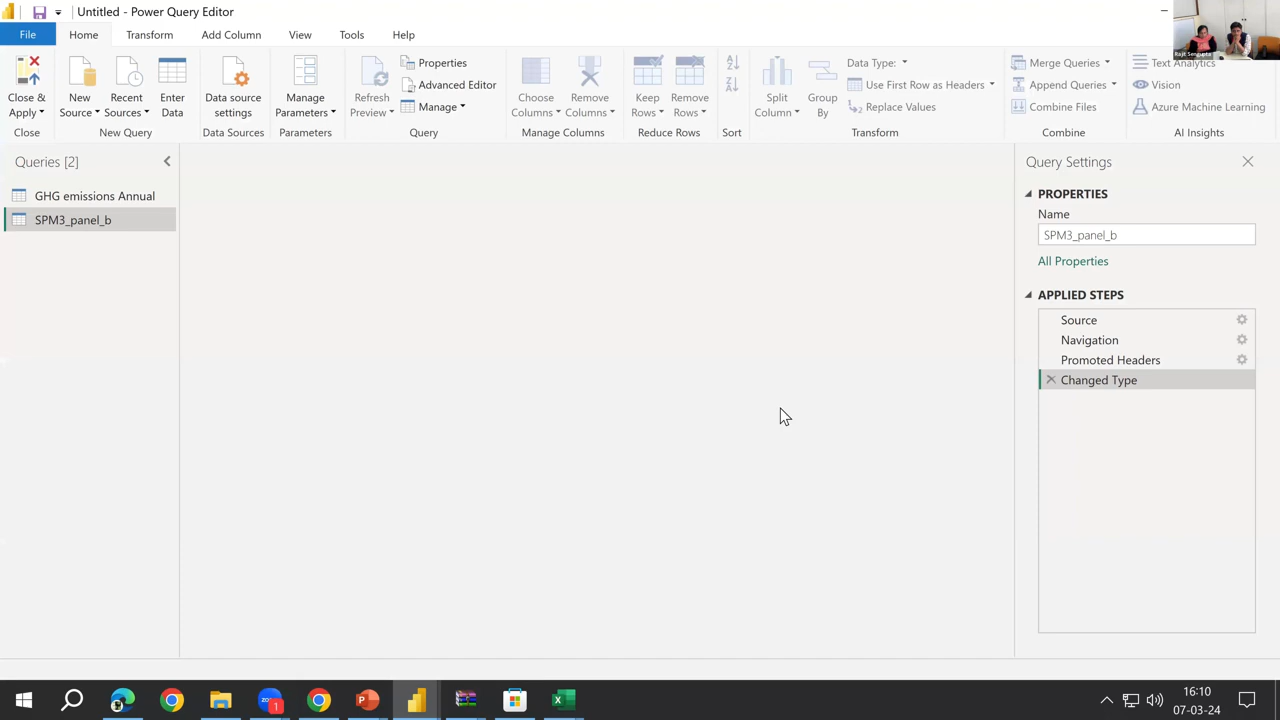 Untitled - Power Query Editor
File Home Transform Add Column View Tools Help
Close & Apply
New Source
Recent Sources
Enter Data
Data source settings
Manage Parameters
Refresh Preview
Properties
Advanced Editor
Manage
Choose Columns
Remove Columns
Keep Rows
Remove Rows
Split Column
Group By
Data Type:
Use First Row as Headers
Replace Values
Merge Queries
Append Queries
Combine Files
Text Analytics
Vision
Azure Machine Learning
Close
New Query
Data Sources
Parameters
Query
Manage Columns
Reduce Rows
Sort
Transform
Combine
AI Insights
Rajit Sengupta
Queries [2]
GHG emissions Annual
SPM3_panel_b
Query Settings
PROPERTIES
Name
SPM3_panel_b
All Properties
APPLIED STEPS
Source
Navigation
Promoted Headers
Changed Type
zoom
1
16:10
07-03-24